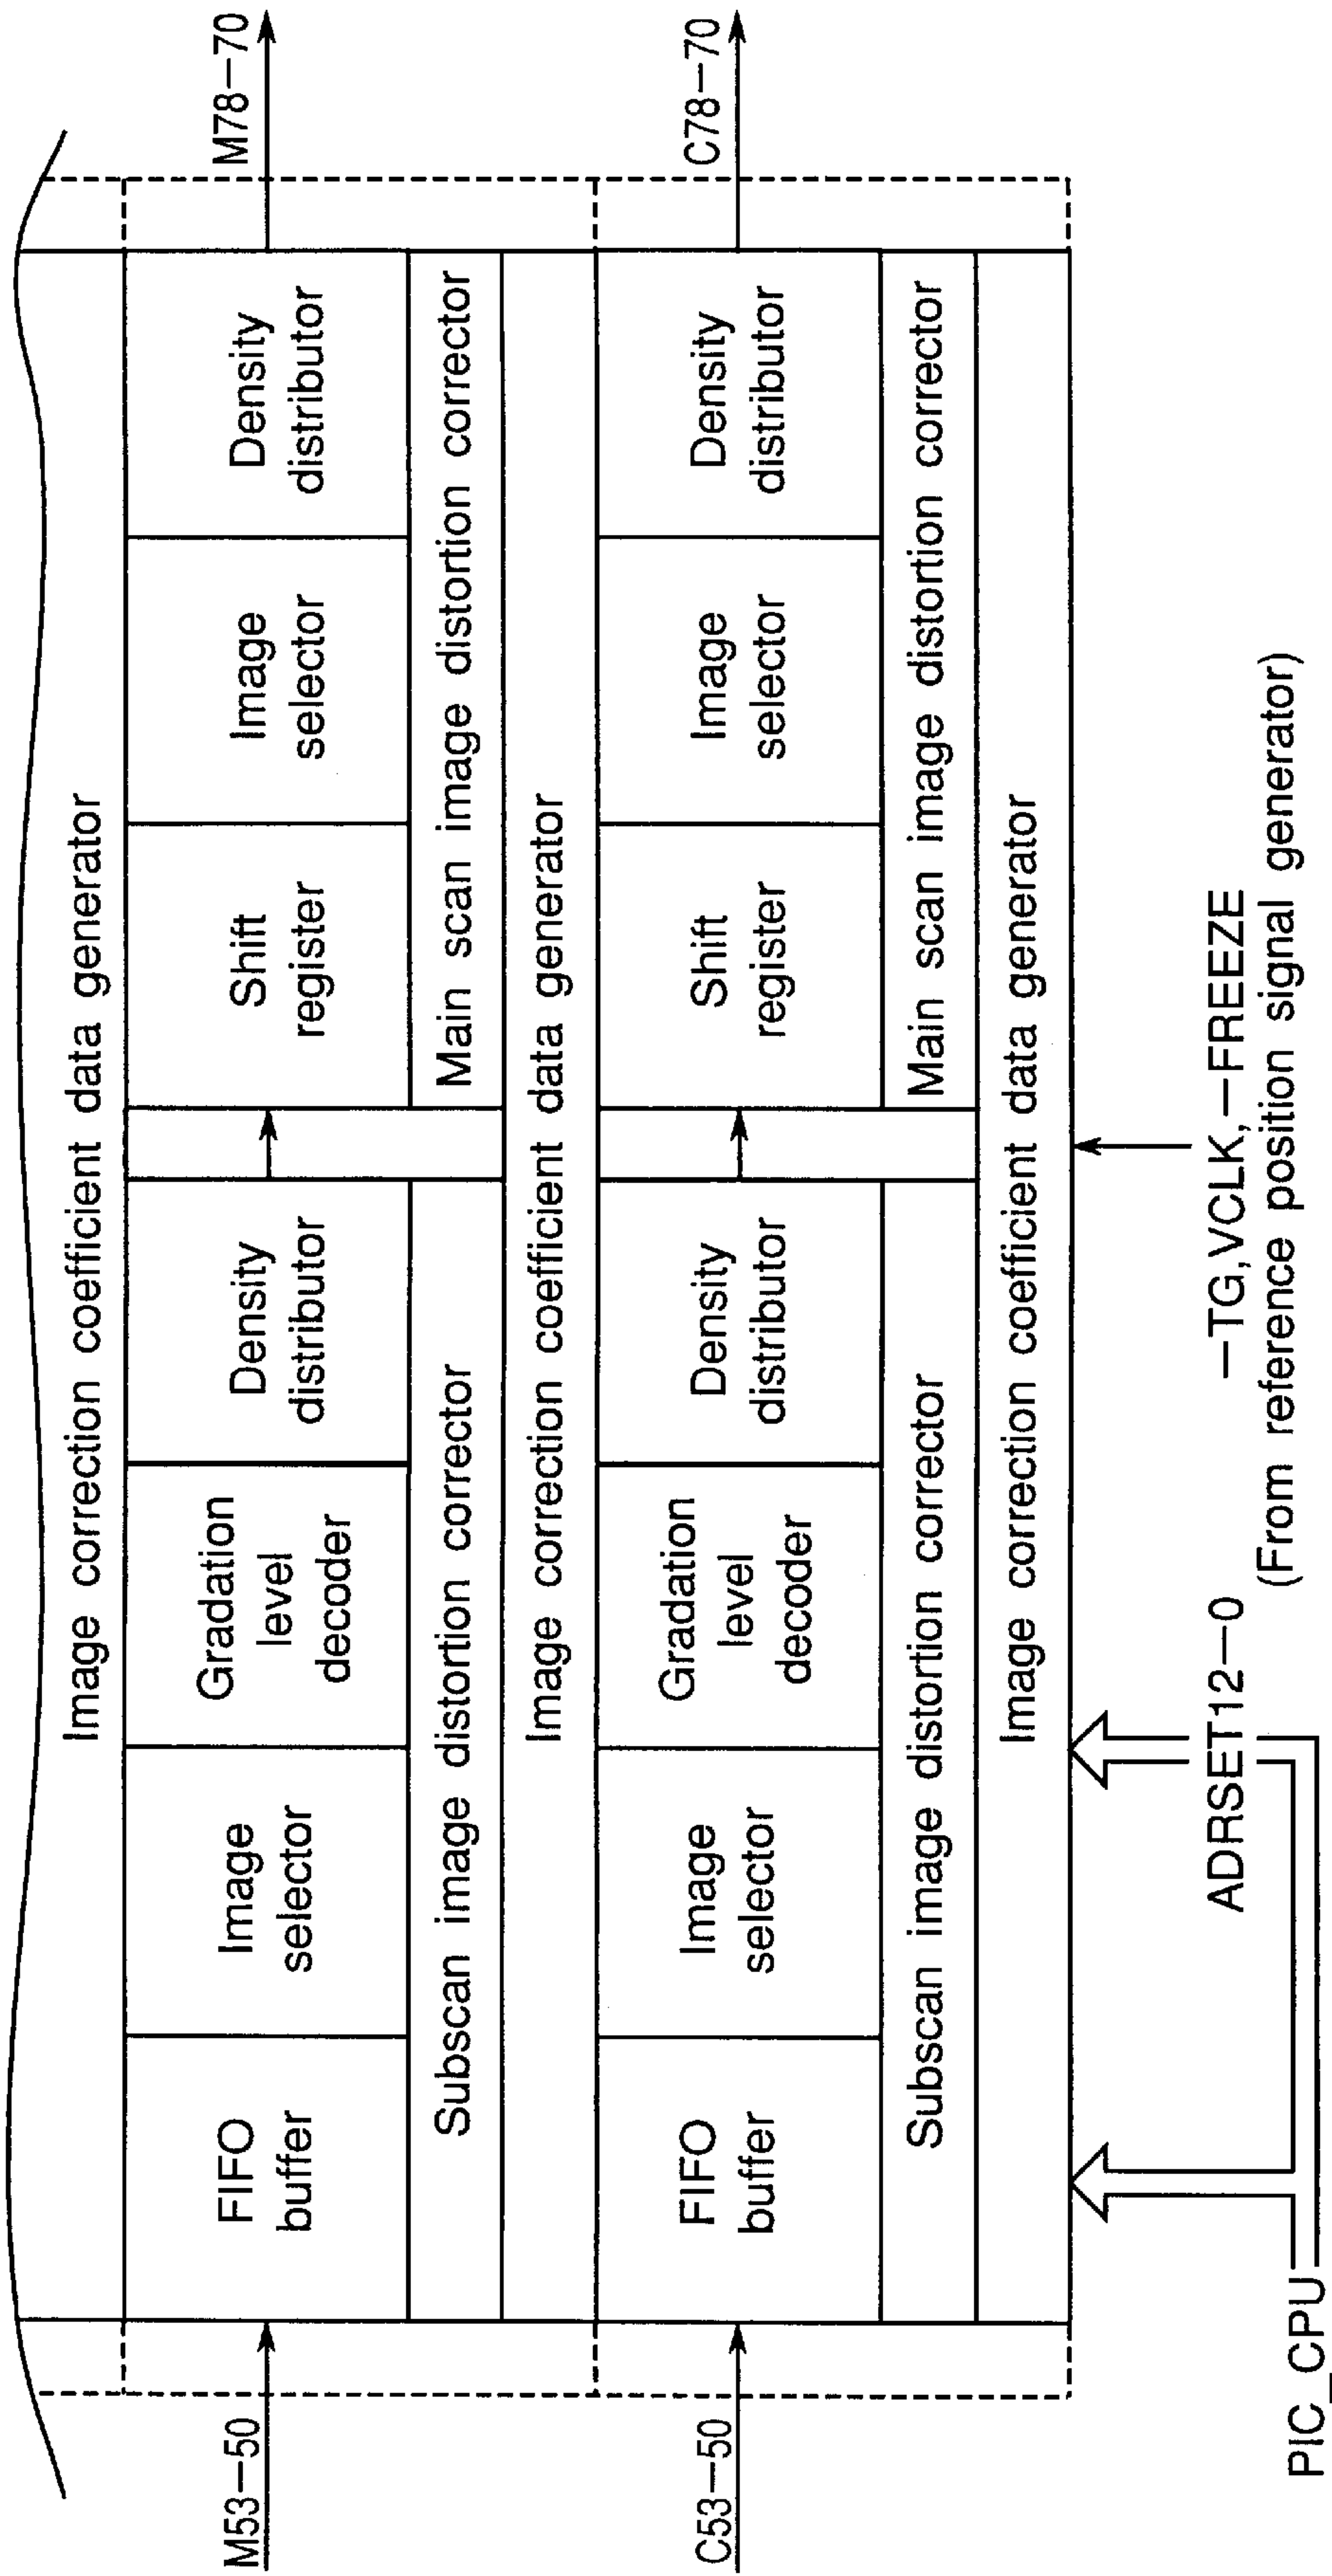 Image correction coefficient data generator
M53—50
FIFO
buffer
Image
selector
Gradation
level
decoder
Density
distributor
Shift
register
Image
selector
Density
distributor
M78—70
Subscan image distortion corrector
Main scan image distortion corrector
Image correction coefficient data generator
C53—50
FIFO
buffer
Image
selector
Gradation
level
decoder
Density
distributor
Shift
register
Image
selector
Density
distributor
C78—70
Subscan image distortion corrector
Main scan image distortion corrector
Image correction coefficient data generator
ADRSET12—0
—TG,VCLK,—FREEZE
(From reference position signal generator)
PIC_CPU